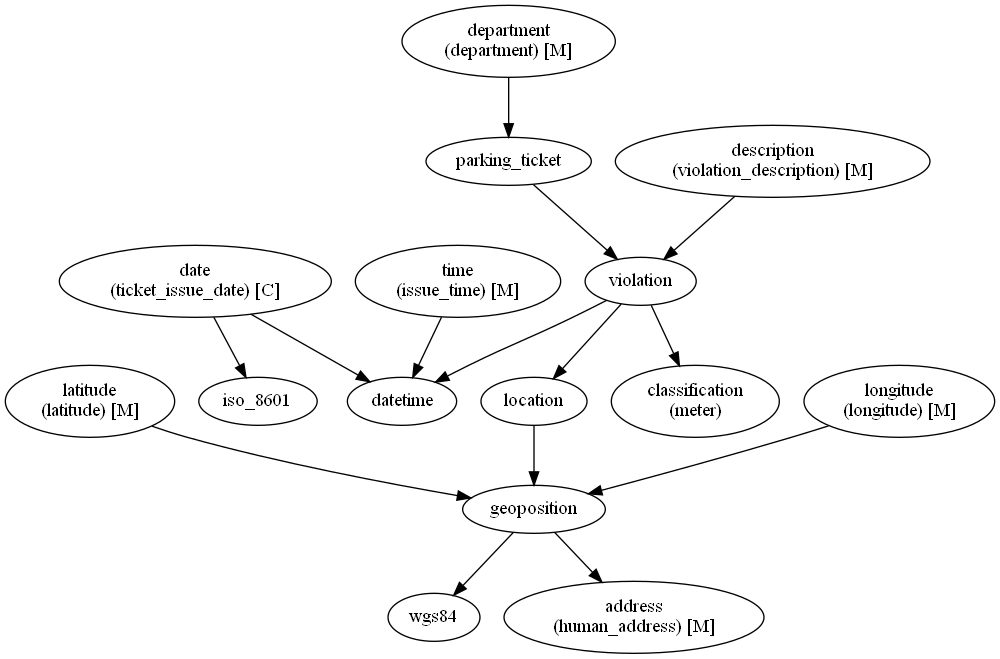 department
(department) [M]
parking_ticket
description
(violation_description) [M]
date
(ticket_issue_date) [C]
time
(issue_time) [M]
violation
latitude
(latitude) [M]
iso_8601
datetime
location
classification
(meter)
longitude
(longitude) [M]
geoposition
wgs84
address
(human_address) [M]